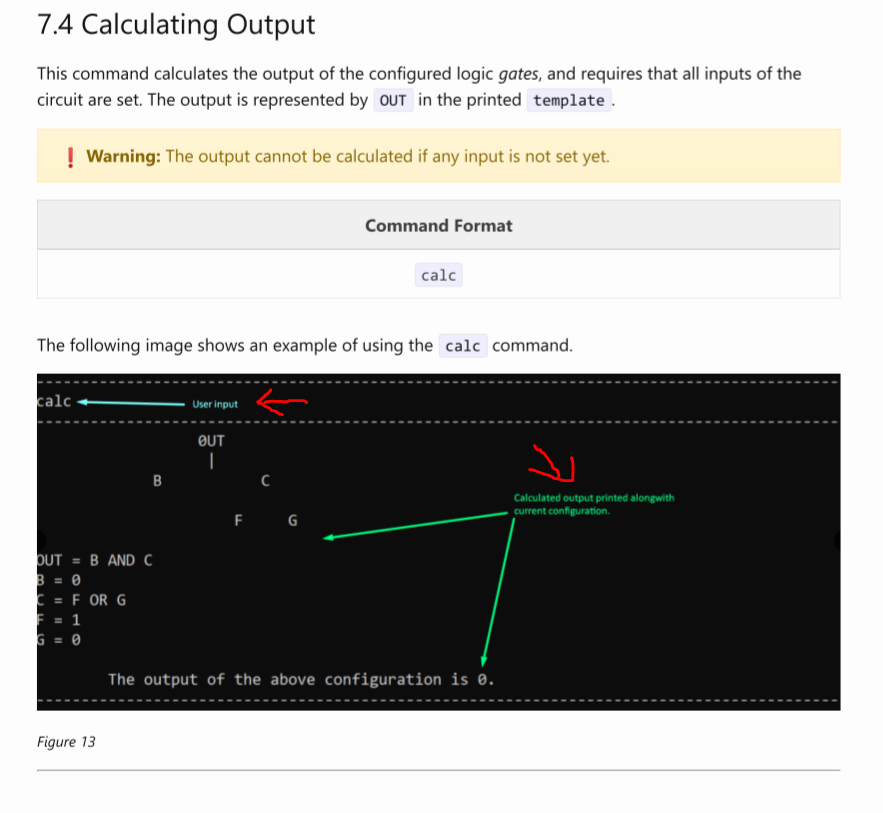 7.4 Calculating Output
This command calculates the output of the configured logic gates, and requires that all inputs of the
circuit are set. The output is represented by OUT in the printed template.
❗ Warning: The output cannot be calculated if any input is not set yet.
Command Format
calc
The following image shows an example of using the calc command.
calc User input
OUT
|
B C
F G
Calculated output printed alongwith
current configuration.
OUT = B AND C
B = 0
C = F OR G
F = 1
G = 0
The output of the above configuration is 0.
Figure 13